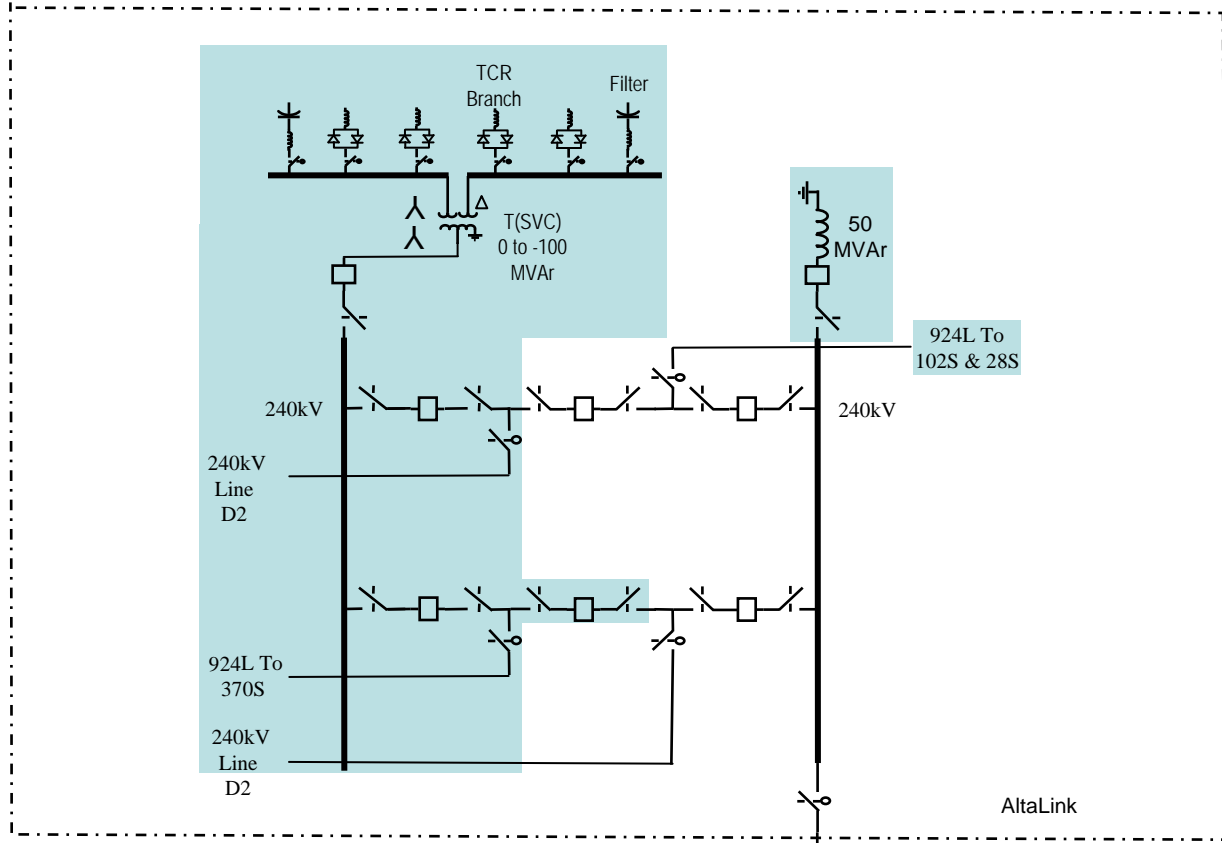 TCR
Branch
Filter
T(SVC)
0 to -100
MVAr
50
MVAr
924L To
102S & 28S
240kV
240kV
240kV
Line
D2
924L To
370S
240kV
Line
D2
AltaLink